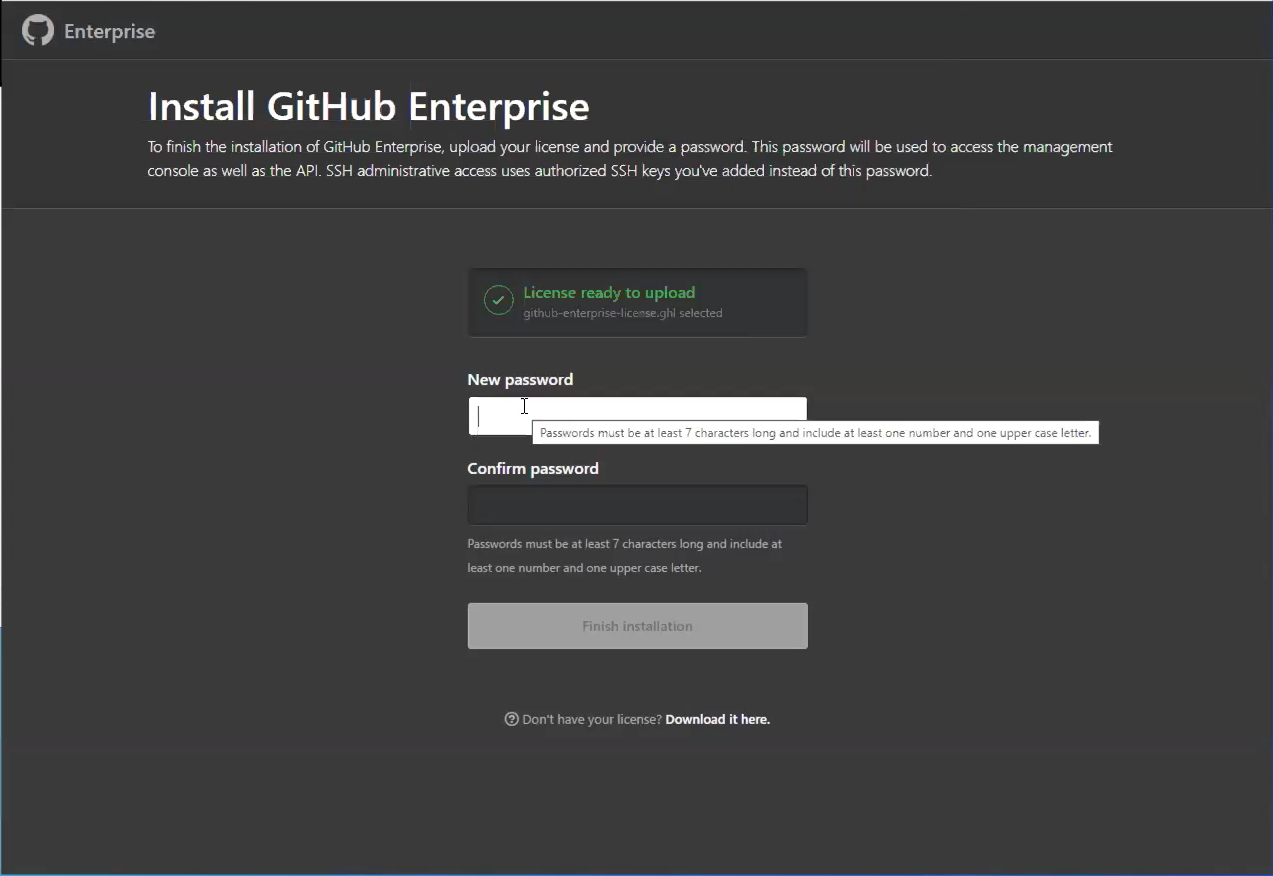 Enterprise
Install GitHub Enterprise
To finish the installation of GitHub Enterprise, upload your license and provide a password. This password will be used to access the management
console as well as the API. SSH administrative access uses authorized SSH keys you've added instead of this password.
License ready to upload
github-enterprise-license.ghl selected
New password
Passwords must be at least 7 characters long and include at least one number and one upper case letter.
Confirm password
Passwords must be at least 7 characters long and include at
least one number and one upper case letter.
Finish installation
Don't have your license? Download it here.